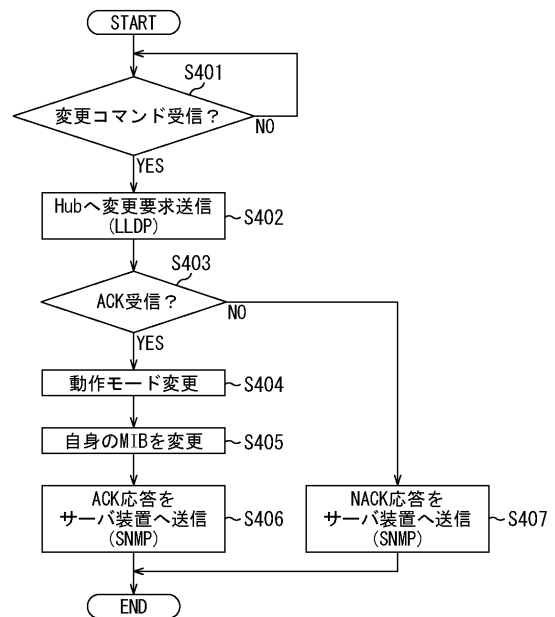 START
S401
変更コマンド受信？
NO
YES
Hubへ変更要求送信
(LLDP)
S402
S403
ACK受信？
NO
YES
動作モード変更
S404
自身のMIBを変更
S405
ACK応答を
サーバ装置へ送信
(SNMP)
S406
NACK応答を
サーバ装置へ送信
(SNMP)
S407
END